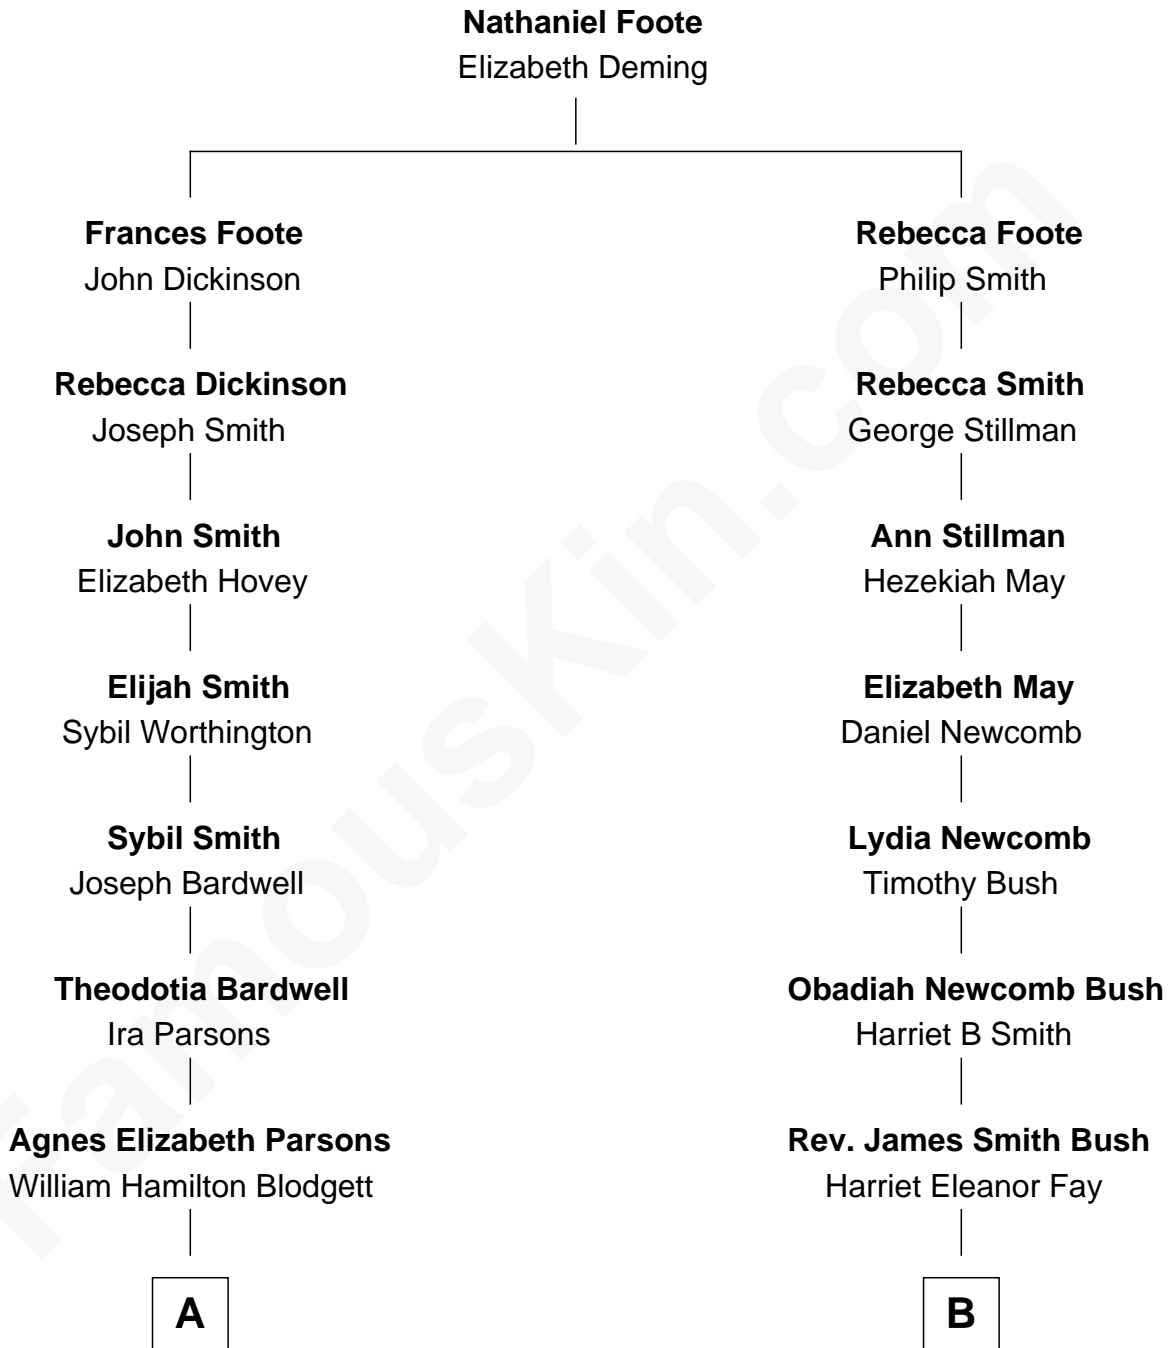 Nathaniel Foote
Elizabeth Deming
Frances Foote
John Dickinson
Rebecca Foote
Philip Smith
Rebecca Dickinson
Joseph Smith
Rebecca Smith
George Stillman
John Smith
Elizabeth Hovey
Ann Stillman
Hezekiah May
Elijah Smith
Sybil Worthington
Elizabeth May
Daniel Newcomb
Sybil Smith
Joseph Bardwell
Lydia Newcomb
Timothy Bush
Theodotia Bardwell
Ira Parsons
Obadiah Newcomb Bush
Harriet B Smith
Agnes Elizabeth Parsons
William Hamilton Blodgett
Rev. James Smith Bush
Harriet Eleanor Fay
A
B
FamousKin.com